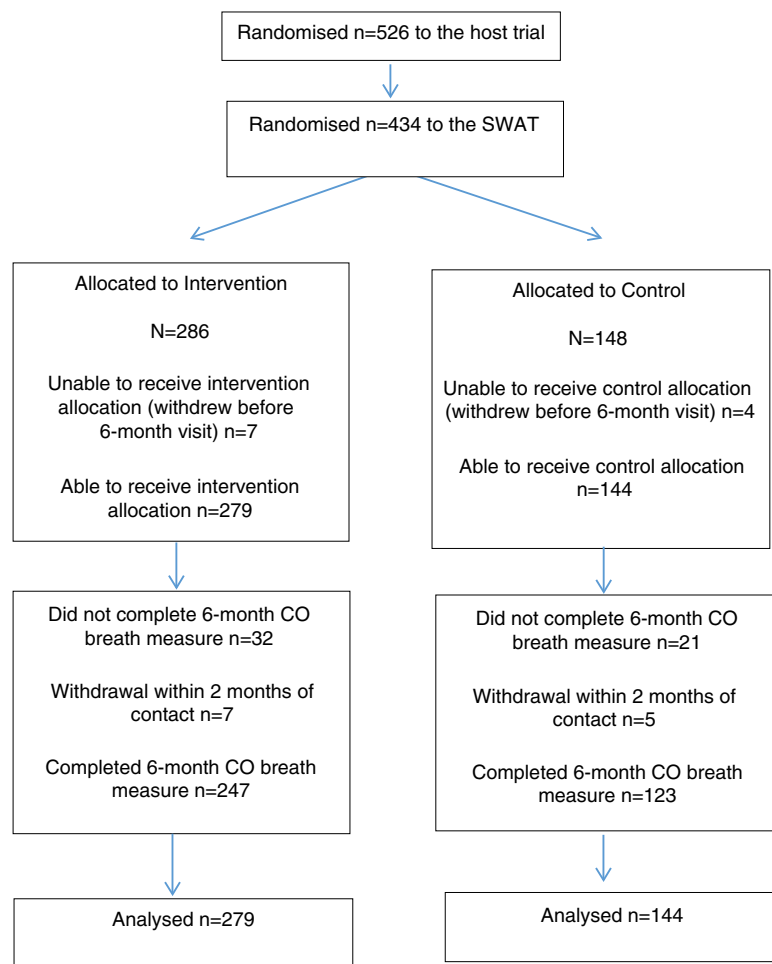 Randomised n=526 to the host trial
Randomised n=434 to the SWAT
Allocated to Intervention
N=286
Unable to receive intervention
allocation (withdrew before
6-month visit) n=7
Able to receive intervention
allocation n=279
Allocated to Control
N=148
Unable to receive control allocation
(withdrew before 6-month visit) n=4
Able to receive control allocation
n=144
Did not complete 6-month CO
breath measure n=32
Withdrawal within 2 months of
contact n=7
Completed 6-month CO breath
measure n=247
Did not complete 6-month CO
breath measure n=21
Withdrawal within 2 months of
contact n=5
Completed 6-month CO breath
measure n=123
Analysed n=279
Analysed n=144